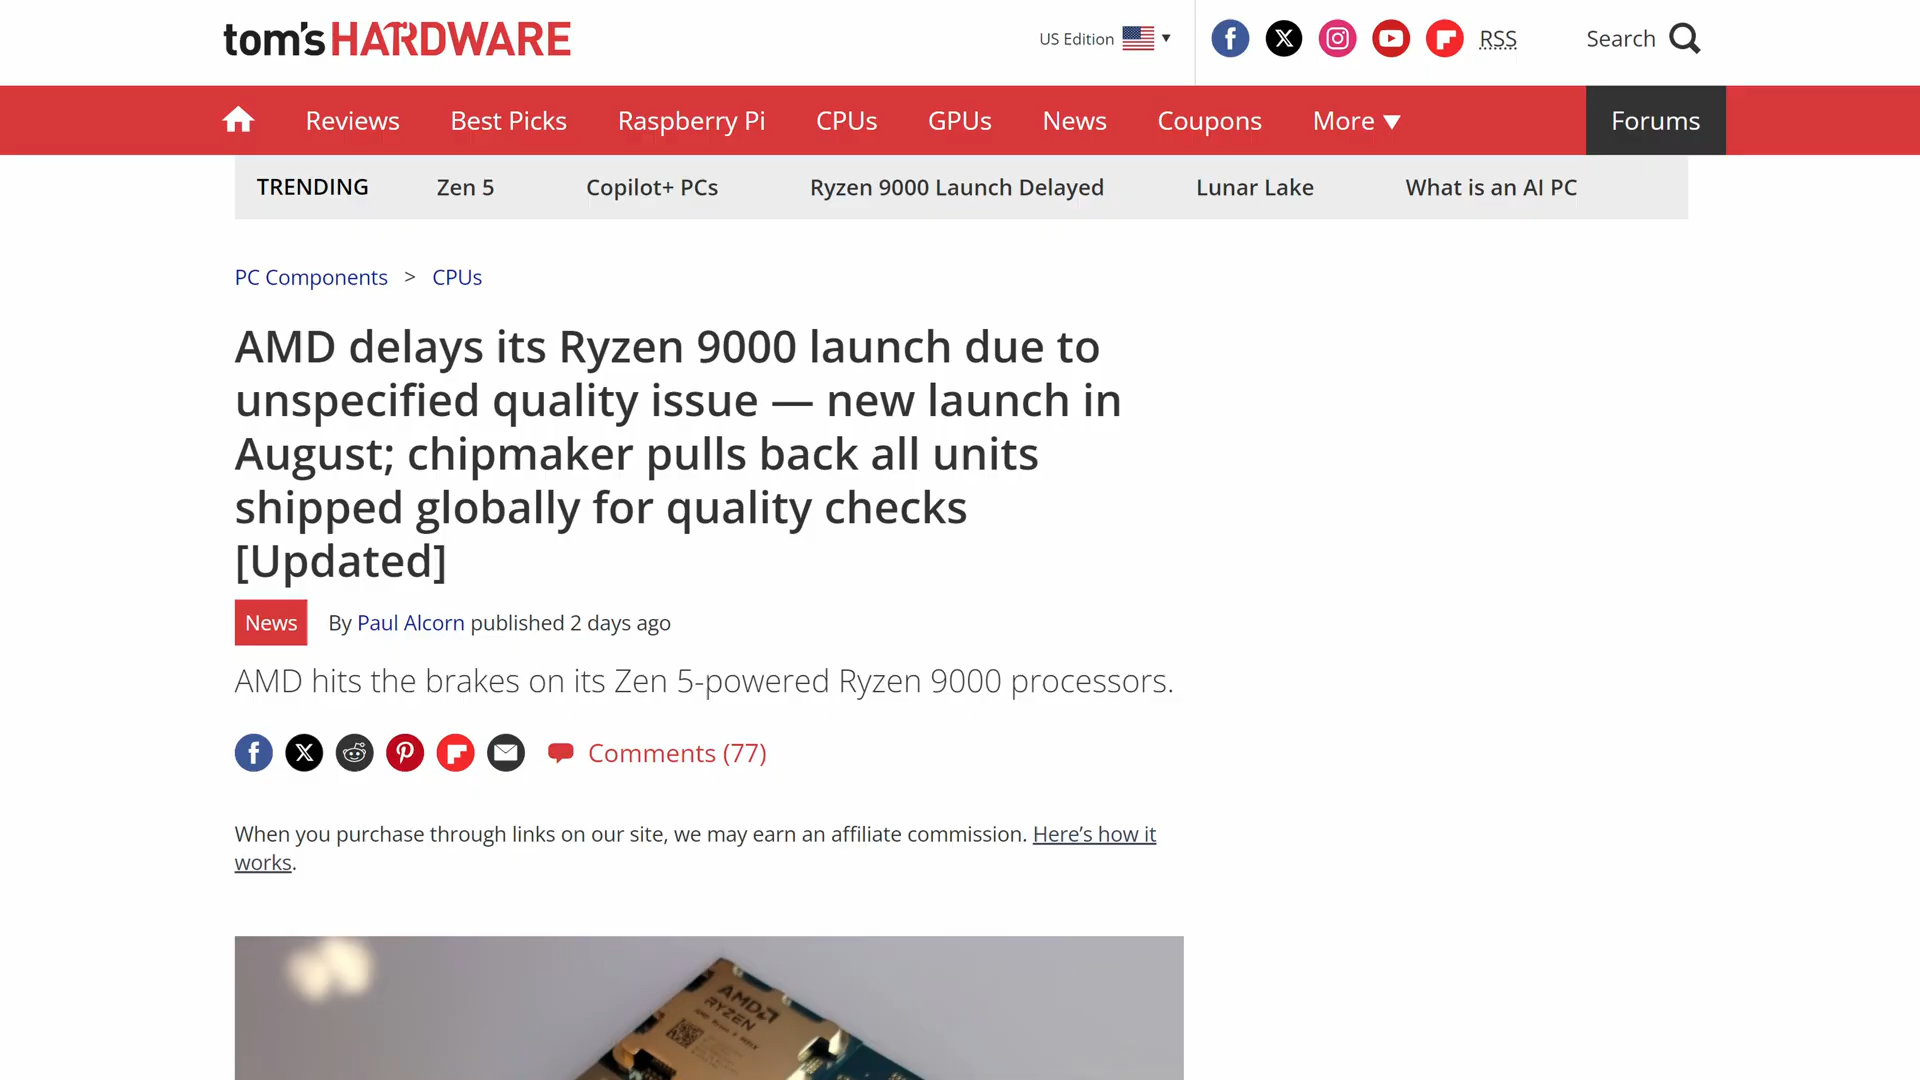 tom's HARDWARE
US Edition
RSS
Search
Reviews
Best Picks
Raspberry Pi
CPUs
GPUs
News
Coupons
More
Forums
TRENDING
Zen 5
Copilot+ PCs
Ryzen 9000 Launch Delayed
Lunar Lake
What is an AI PC
PC Components > CPUs
AMD delays its Ryzen 9000 launch due to
unspecified quality issue — new launch in
August; chipmaker pulls back all units
shipped globally for quality checks
[Updated]
News
By Paul Alcorn published 2 days ago
AMD hits the brakes on its Zen 5-powered Ryzen 9000 processors.
Comments (77)
When you purchase through links on our site, we may earn an affiliate commission. Here’s how it
works.
AMD
RYZEN